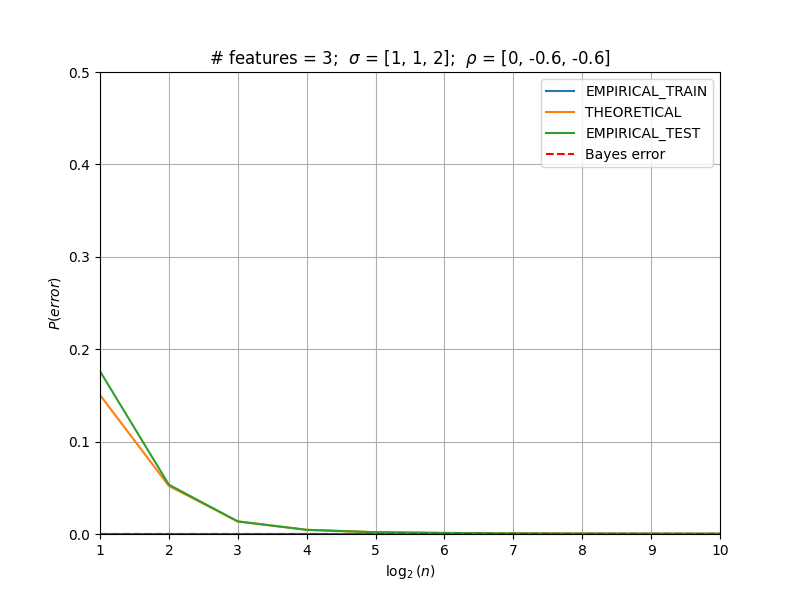 # features = 3; σ = [1, 1, 2]; ρ = [0, -0.6, -0.6]
EMPIRICAL_TRAIN
THEORETICAL
EMPIRICAL_TEST
Bayes error
0.5
0.4
0.3
0.2
0.1
0.0
P(error)
1 2 3 4 5 6 7 8 9 10
log₂(n)